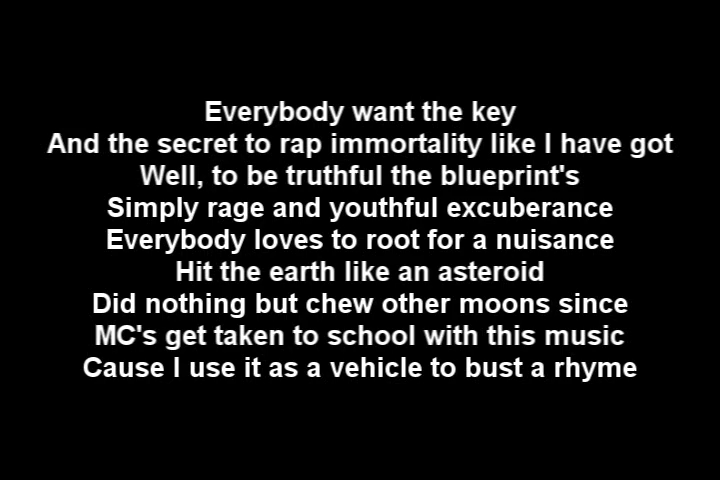 Everybody want the key
And the secret to rap immortality like I have got
Well, to be truthful the blueprint's
Simply rage and youthful excuberance
Everybody loves to root for a nuisance
Hit the earth like an asteroid
Did nothing but chew other moons since
MC's get taken to school with this music
Cause I use it as a vehicle to bust a rhyme